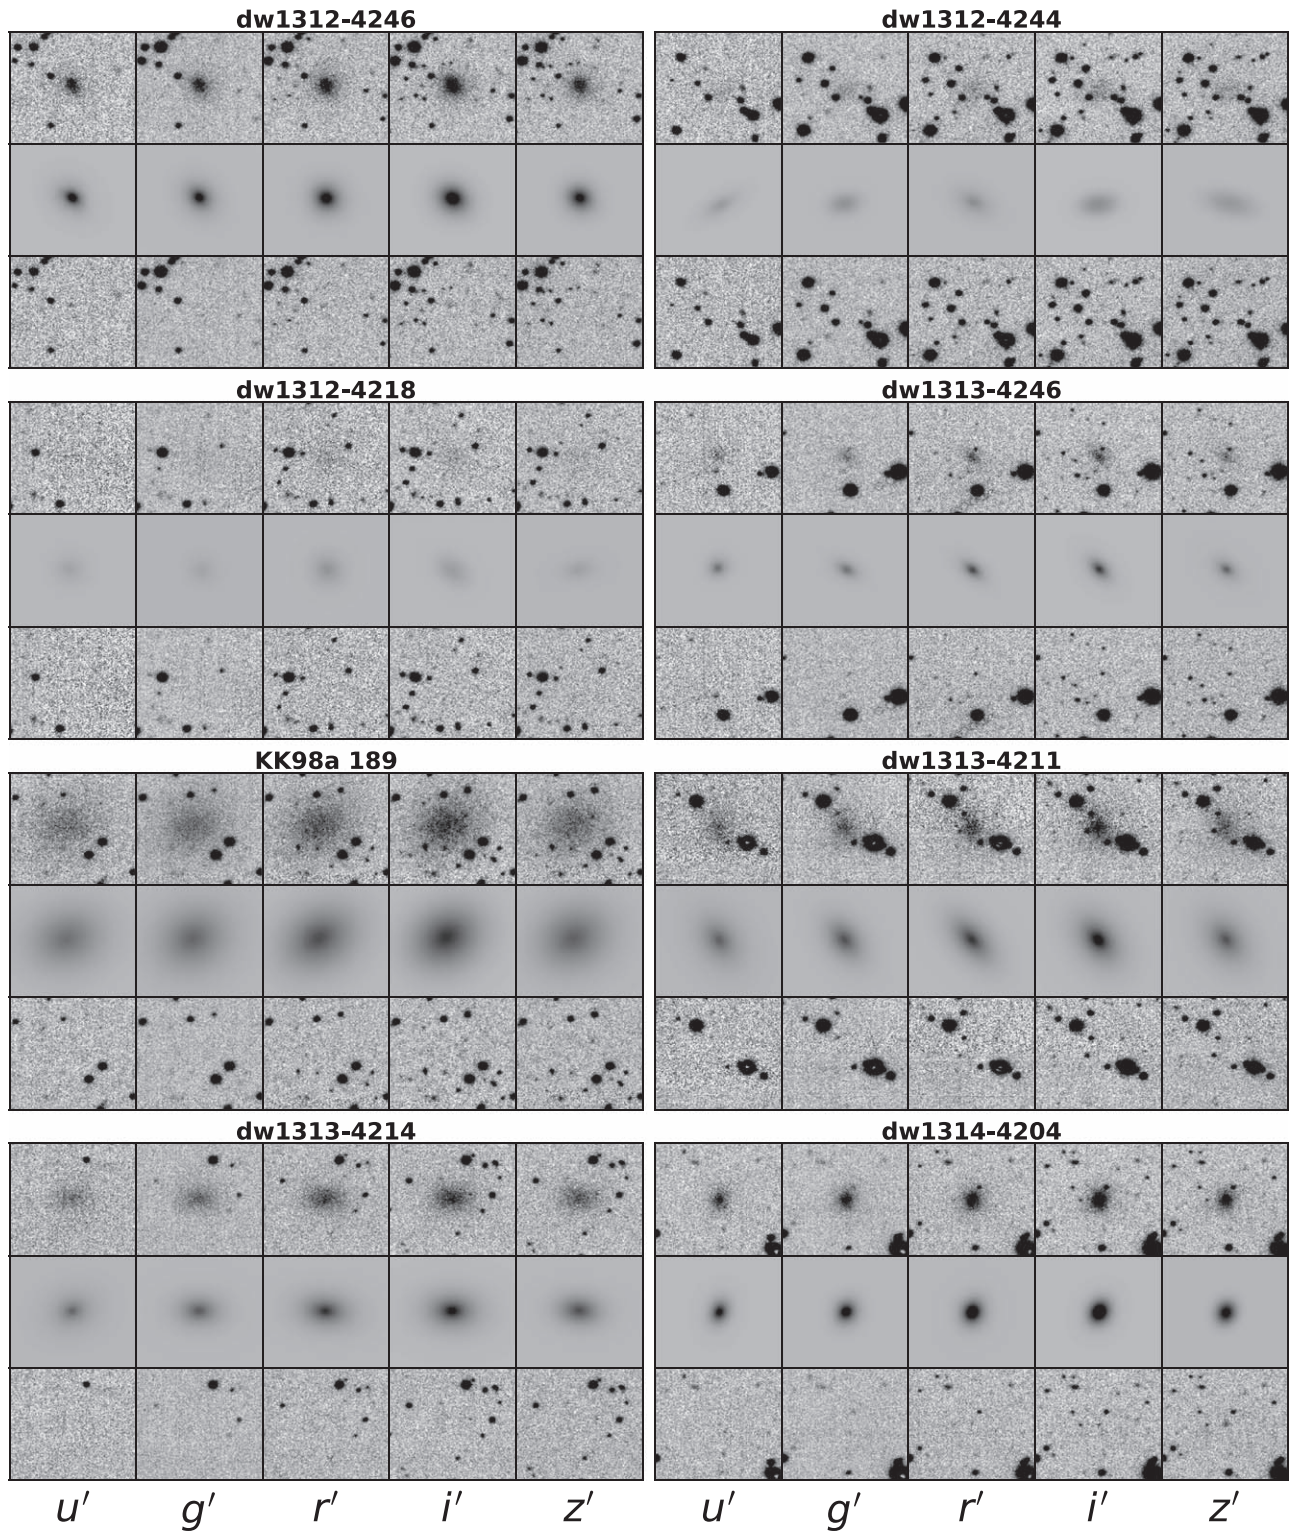 dw1312-4246 dw1312-4244
dw1312-4218 dw1313-4246
KK98a 189 dw1313-4211
dw1313-4214 dw1314-4204
u′ g′ r′ i′ z′ u′ g′ r′ i′ z′